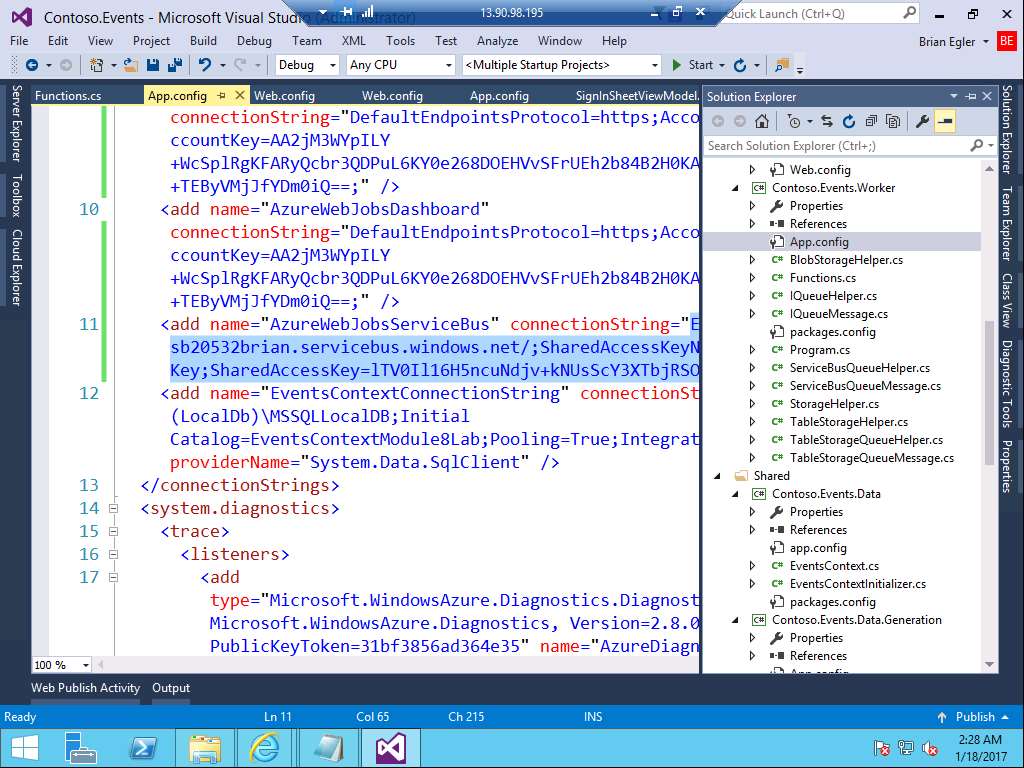 Contoso.Events - Microsoft Visual Studio (Administrator)
13.90.98.195
Quick Launch (Ctrl+Q)
File Edit View Project Build Debug Team XML Tools Test Analyze Window Help
Brian Egler
BE
Debug
Any CPU
<Multiple Startup Projects>
Start
Server Explorer
Toolbox
Cloud Explorer
Functions.cs
App.config
Web.config
Web.config
App.config
SignInSheetViewModel.
connectionString="DefaultEndpointsProtocol=https;Acco
ccountKey=AA2jM3WYpILY
+WcSplRgKFARyQcbr3QDPuL6KY0e268DOEHVvSFrUEh2b84B2H0KA
+TEByVMjJfYDm0iQ==;" />
10 <add name="AzureWebJobsDashboard"
connectionString="DefaultEndpointsProtocol=https;Acco
ccountKey=AA2jM3WYpILY
+WcSplRgKFARyQcbr3QDPuL6KY0e268DOEHVvSFrUEh2b84B2H0KA
+TEByVMjJfYDm0iQ==;" />
11 <add name="AzureWebJobsServiceBus" connectionString="E
sb20532brian.servicebus.windows.net/;SharedAccessKeyN
Key;SharedAccessKey=lTV0Il16H5ncuNdjv+kNUsScY3XTbjRSO
12 <add name="EventsContextConnectionString" connectionSt
(LocalDb)\MSSQLLocalDB;Initial
Catalog=EventsContextModule8Lab;Pooling=True;Integrat
providerName="System.Data.SqlClient" />
13 </connectionStrings>
14 <system.diagnostics>
15 <trace>
16 <listeners>
17 <add
type="Microsoft.WindowsAzure.Diagnostics.Diagnost
Microsoft.WindowsAzure.Diagnostics, Version=2.8.0
PublicKeyToken=31bf3856ad364e35" name="AzureDiagn
100 %
Solution Explorer
Search Solution Explorer (Ctrl+;)
Web.config
Contoso.Events.Worker
Properties
References
App.config
BlobStorageHelper.cs
Functions.cs
IQueueHelper.cs
IQueueMessage.cs
packages.config
Program.cs
ServiceBusQueueHelper.cs
ServiceBusQueueMessage.cs
StorageHelper.cs
TableStorageHelper.cs
TableStorageQueueHelper.cs
TableStorageQueueMessage.cs
Shared
Contoso.Events.Data
Properties
References
app.config
EventsContext.cs
EventsContextInitializer.cs
packages.config
Contoso.Events.Data.Generation
Properties
References
App.config
Solution Explorer
Team Explorer
Class View
Diagnostic Tools
Properties
Web Publish Activity
Output
Ready
Ln 11
Col 65
Ch 215
INS
Publish
2:28 AM
1/18/2017